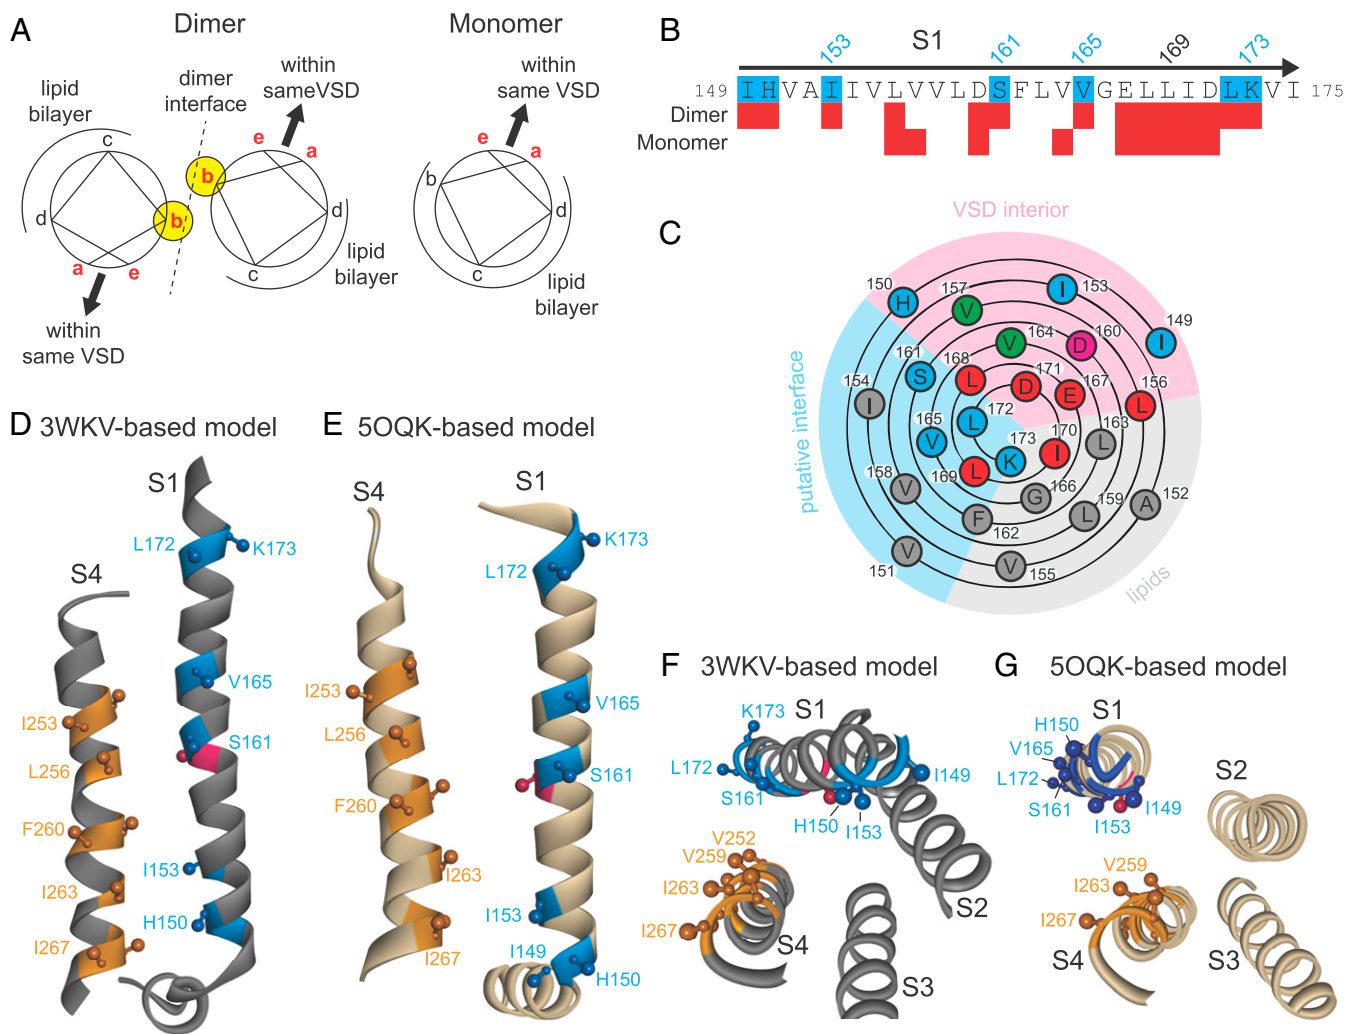 A
Dimer
Monomer
lipid
bilayer
dimer
interface
within
sameVSD
within
same VSD
c
d
a
e
b
b
e
a
d
c
lipid
bilayer
within
same VSD
e
a
b
d
c
lipid
bilayer
B
S1
153
161
165
169
173
149 IHVAIIVLVVLDSFLVVGELLIDLKVI 175
Dimer
Monomer
C
VSD interior
putative interface
lipids
150 H
157 V
I 153
149 I
164 V
160 D
161 S
168 L
171 D
167 E
156 L
154 I
172 L
165 V
173 K
170 I
163 L
169 L
158 V
166 G
159 L
152 A
162 F
151 V
155 V
D 3WKV-based model
S1
L172
K173
S4
V165
I253
S161
L256
F260
I153
I263
H150
I267
E 5OQK-based model
S4
S1
K173
L172
I253
V165
L256
S161
F260
I263
I153
I149
I267
H150
F 3WKV-based model
K173
S1
L172
S161
I149
H150
I153
V252
V259
I263
I267
S2
S4
S3
G 5OQK-based model
S1
H150
V165
L172
S161
I149
I153
S2
V259
I263
I267
S4
S3